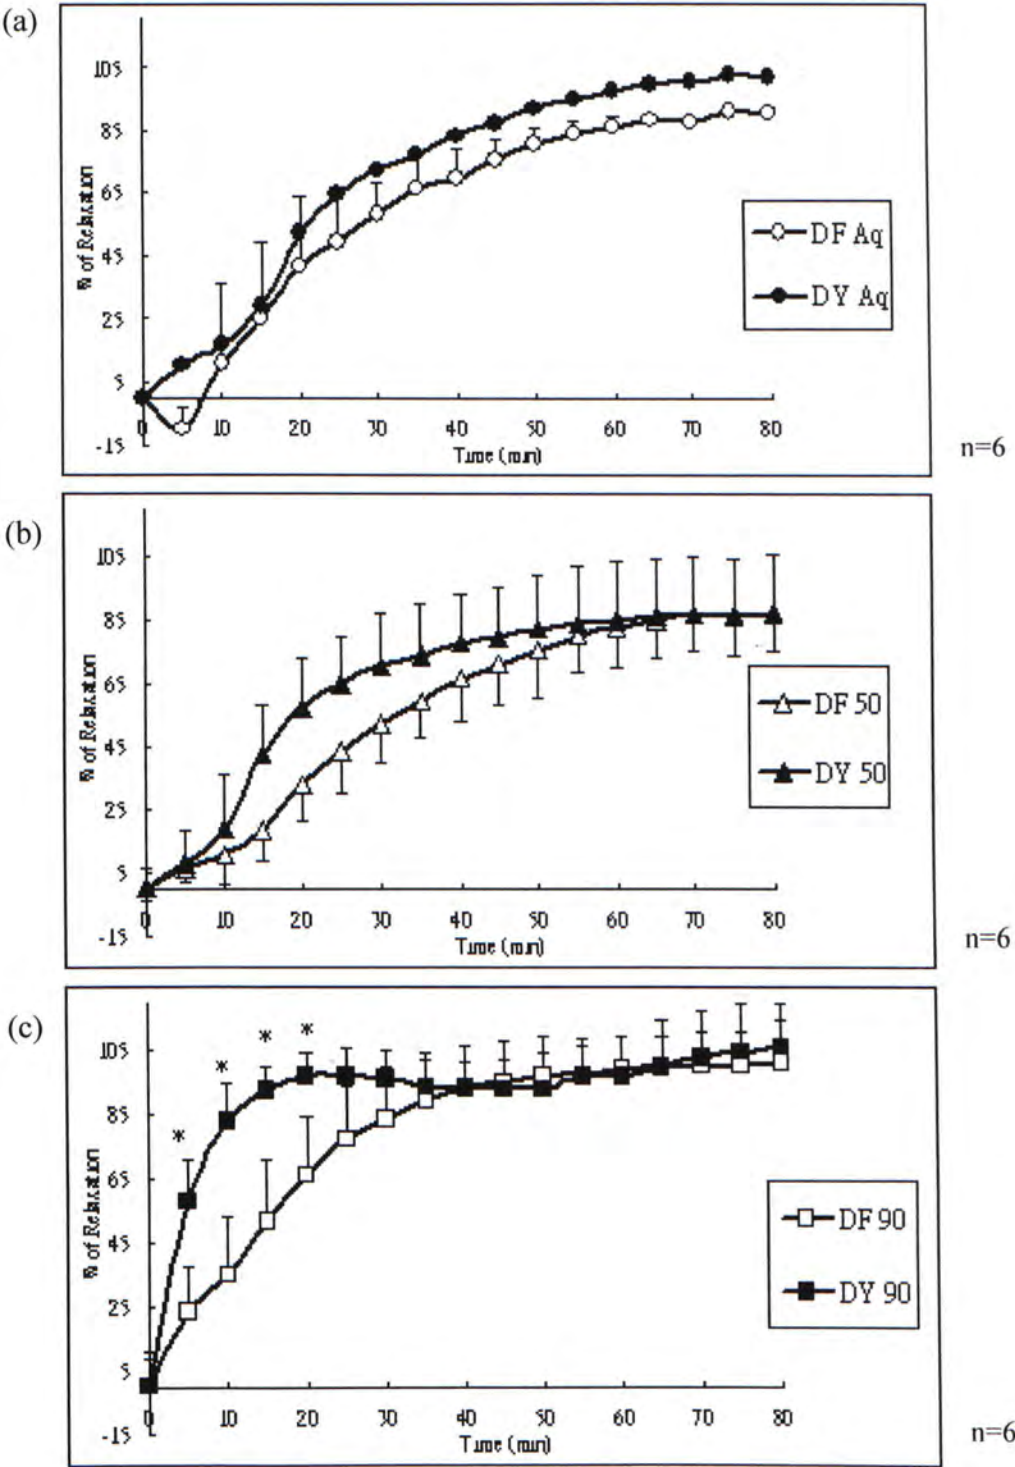 (a)
105
85
65
45
25
5
-15
% of Relaxation
0 10 20 30 40 50 60 70 80
Time (min)
DF Aq
DY Aq
n=6
(b)
105
85
65
45
25
5
-15
% of Relaxation
0 10 20 30 40 50 60 70 80
Time (min)
DF 50
DY 50
n=6
(c)
105
85
65
45
25
5
-15
% of Relaxation
* * * *
0 10 20 30 40 50 60 70 80
Time (min)
DF 90
DY 90
n=6